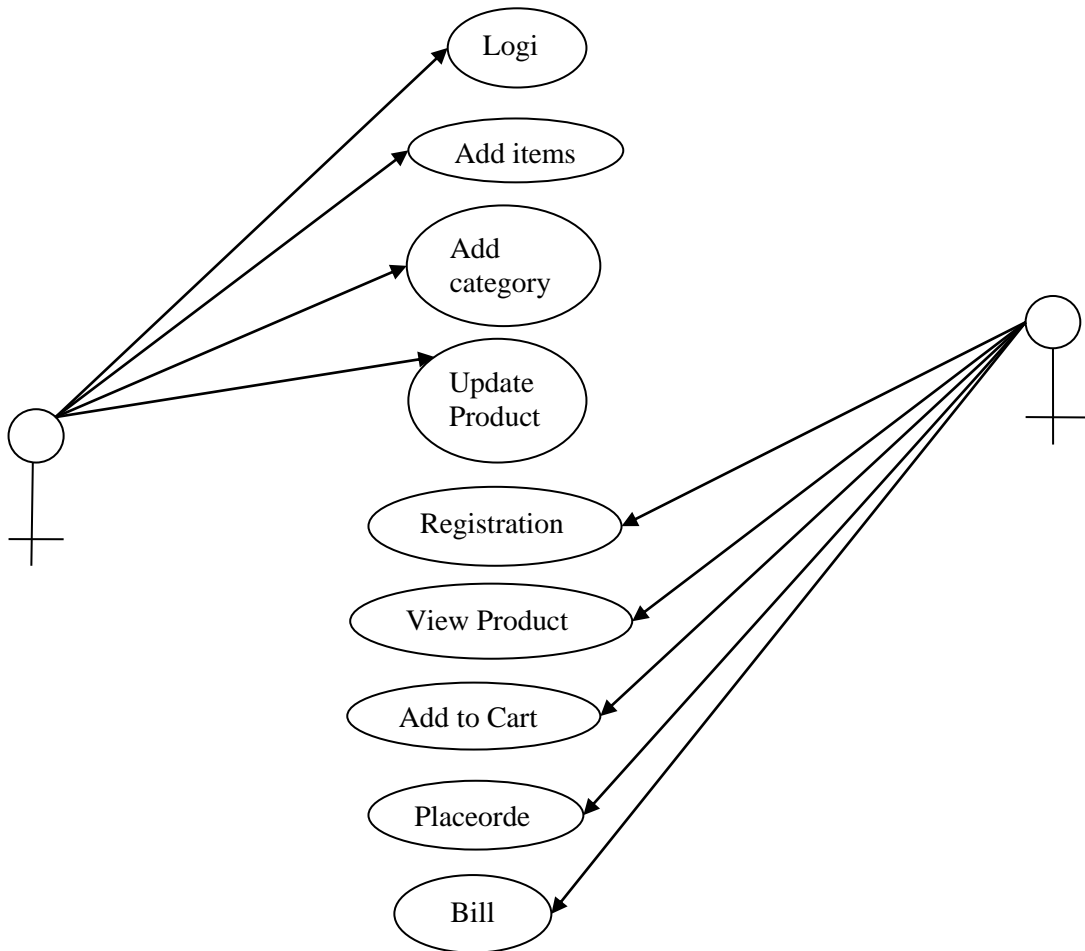 Logi
Add items
Add
category
Update
Product
Registration
View Product
Add to Cart
Placeorde
Bill